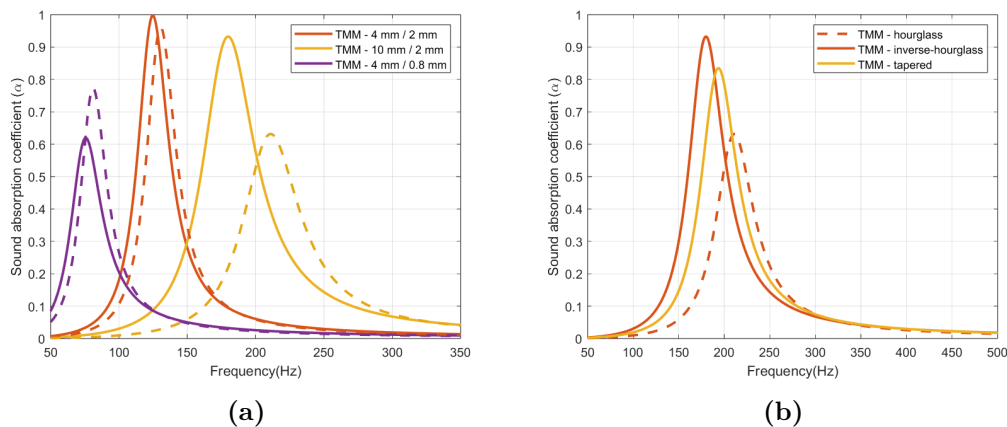 TMM - 4 mm / 2 mm
TMM - 10 mm / 2 mm
TMM - 4 mm / 0.8 mm
Sound absorption coefficient (α)
1
0.9
0.8
0.7
0.6
0.5
0.4
0.3
0.2
0.1
0
50 100 150 200 250 300 350
Frequency(Hz)
(a)
TMM - hourglass
TMM - inverse-hourglass
TMM - tapered
Sound absorption coefficient (α)
1
0.9
0.8
0.7
0.6
0.5
0.4
0.3
0.2
0.1
0
50 100 150 200 250 300 350 400 450 500
Frequency(Hz)
(b)